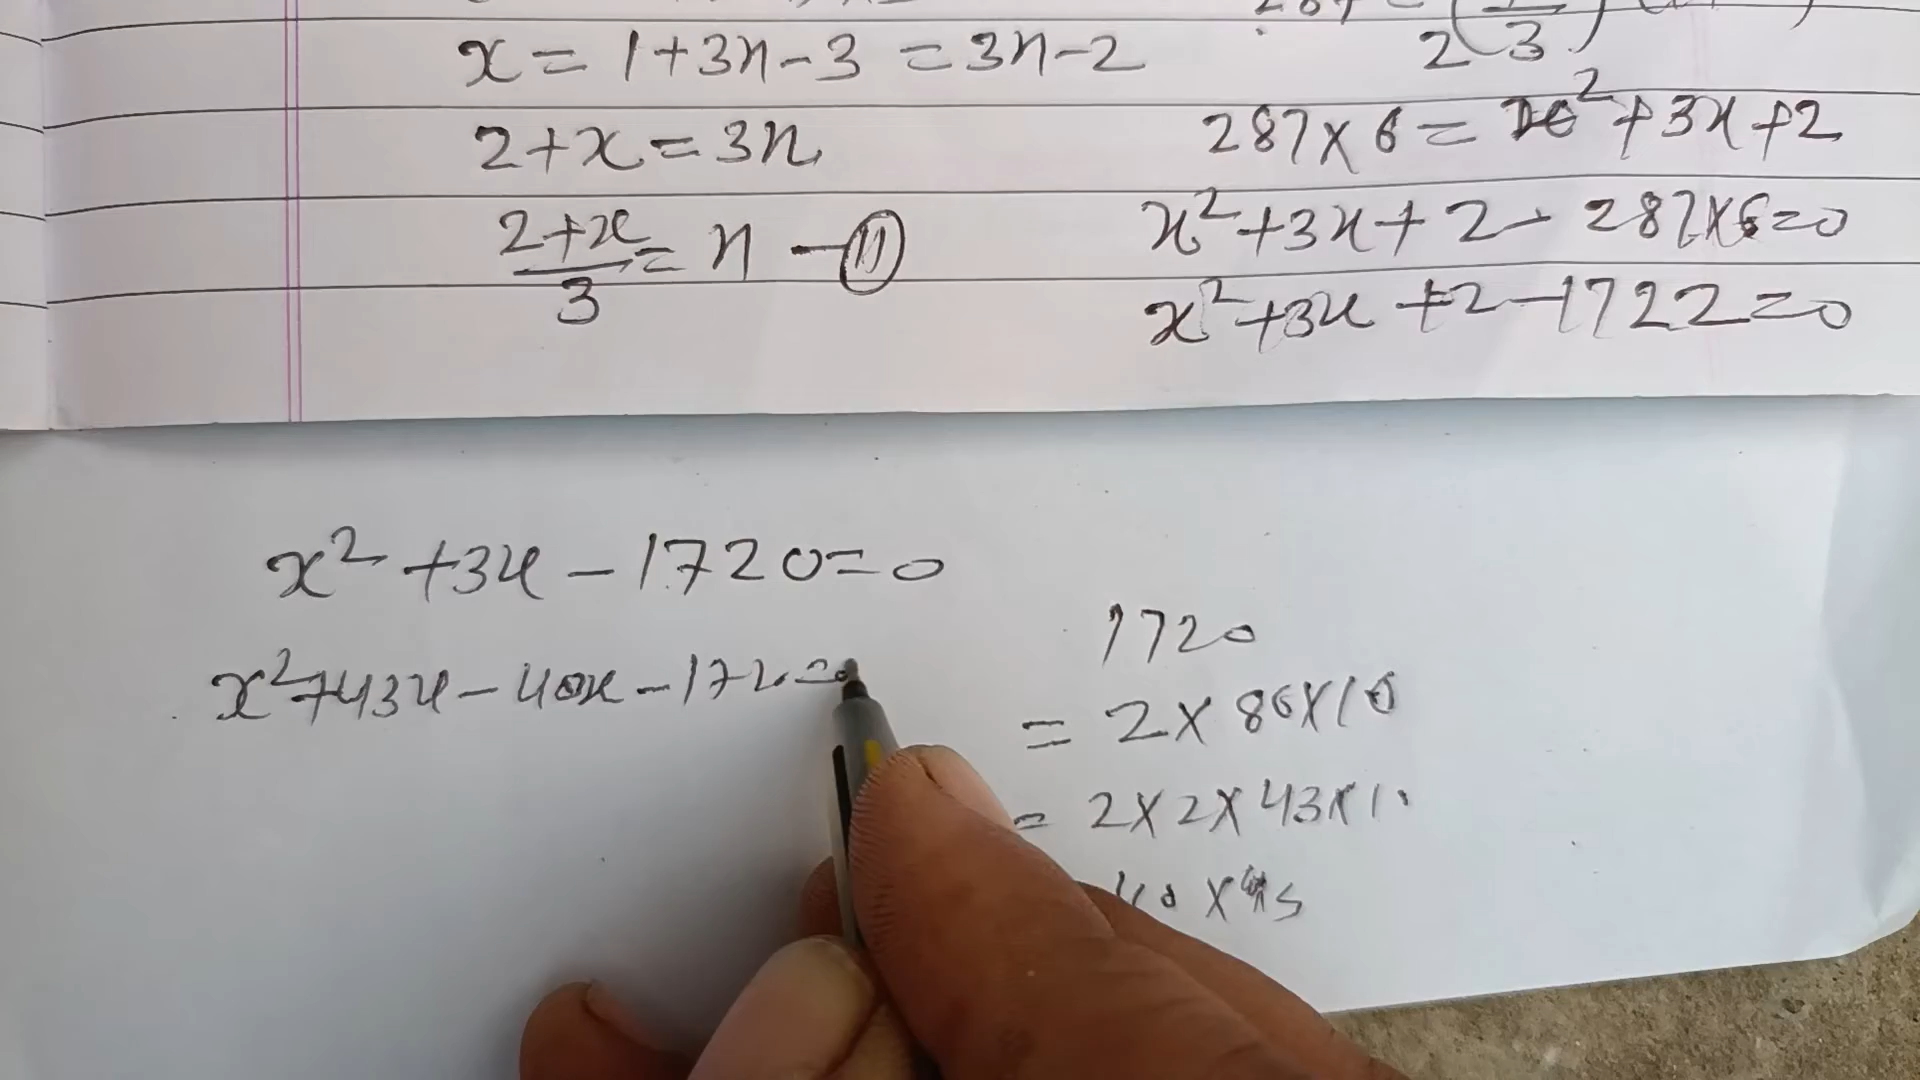 x = 1+3n-3 = 3n-2
2+x = 3n
2+x/3 = n - (11)
287×6 = x²+3x+2
x²+3x+2 - 287×6=0
x²+3x+2-1722=0
x²+3x-1720=0
x²+43x-40x-1720=0
1720
= 2×86×10
= 2×2×43×10
40×43